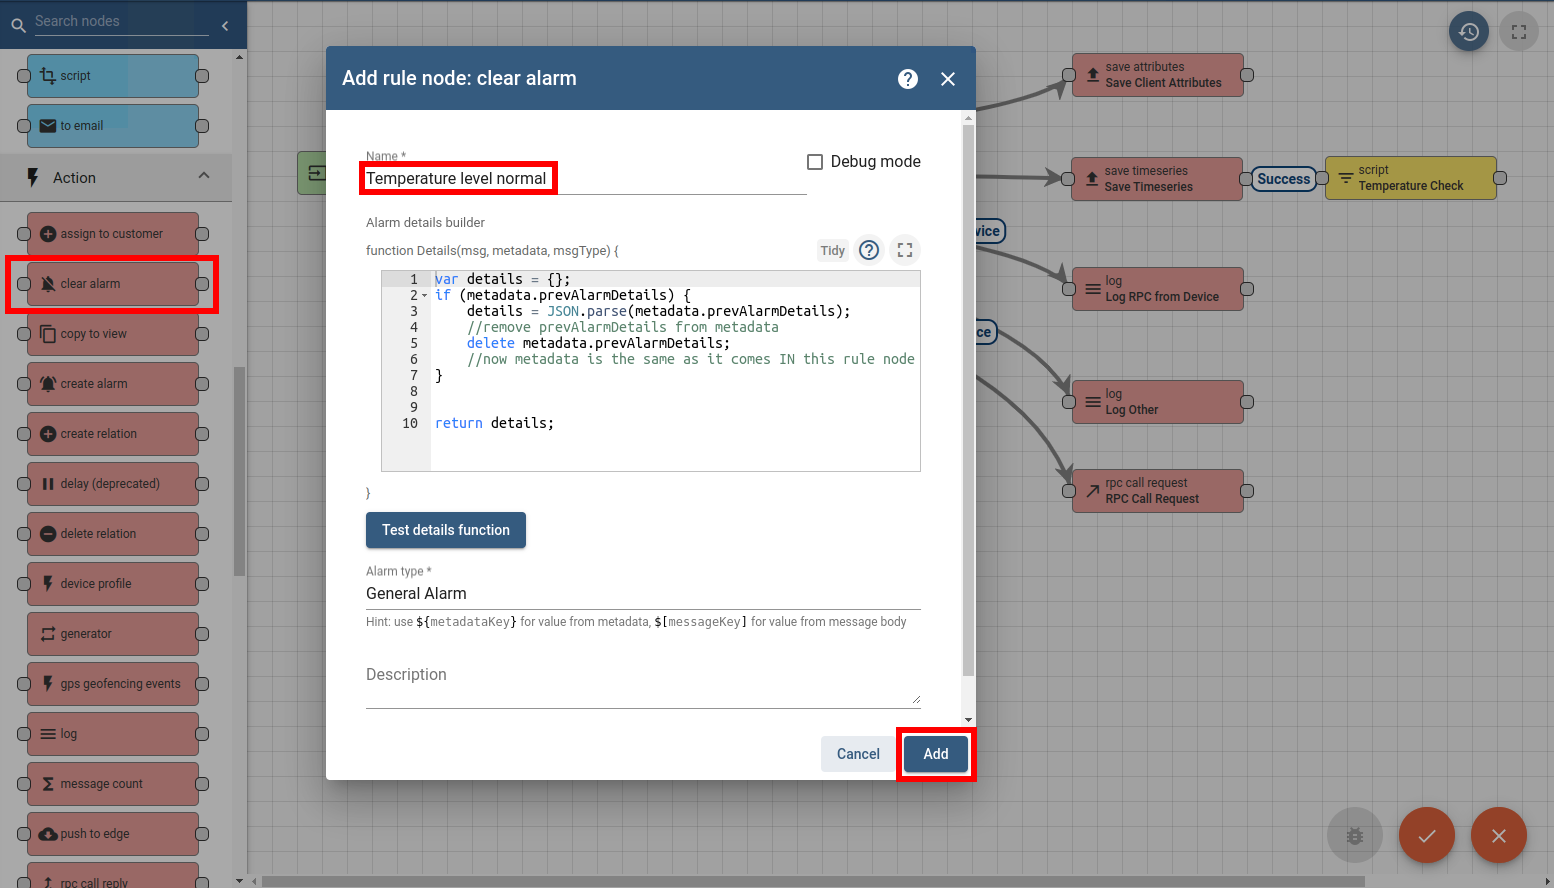 Search nodes
script
to email
Action
assign to customer
clear alarm
copy to view
create alarm
create relation
delay (deprecated)
delete relation
device profile
generator
gps geofencing events
log
message count
push to edge
rpc call reply
Add rule node: clear alarm
Name *
Temperature level normal
Debug mode
Alarm details builder
function Details(msg, metadata, msgType) {
Tidy
1 var details = {};
2 if (metadata.prevAlarmDetails) {
3 details = JSON.parse(metadata.prevAlarmDetails);
4 //remove prevAlarmDetails from metadata
5 delete metadata.prevAlarmDetails;
6 //now metadata is the same as it comes IN this rule node
7 }
8
9
10 return details;
}
Test details function
Alarm type *
General Alarm
Hint: use ${metadataKey} for value from metadata, $[messageKey] for value from message body
Description
Cancel
Add
save attributes
Save Client Attributes
save timeseries
Save Timeseries
Success
script
Temperature Check
vice
log
Log RPC from Device
ce
log
Log Other
rpc call request
RPC Call Request